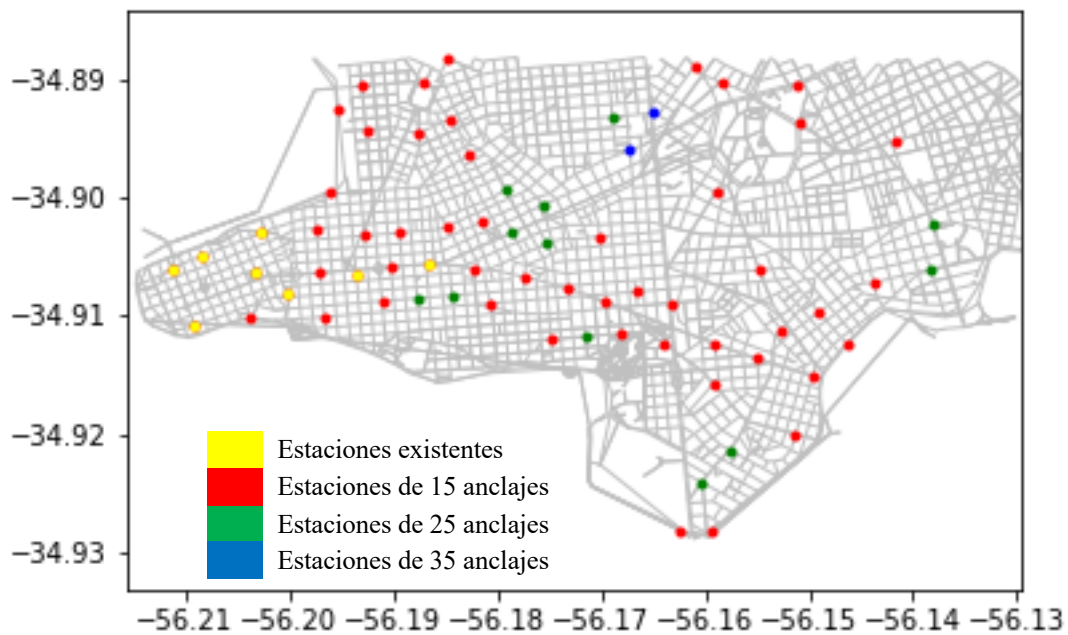 −34.89
−34.90
−34.91
−34.92
−34.93
Estaciones existentes
Estaciones de 15 anclajes
Estaciones de 25 anclajes
Estaciones de 35 anclajes
−56.21 −56.20 −56.19 −56.18 −56.17 −56.16 −56.15 −56.14 −56.13